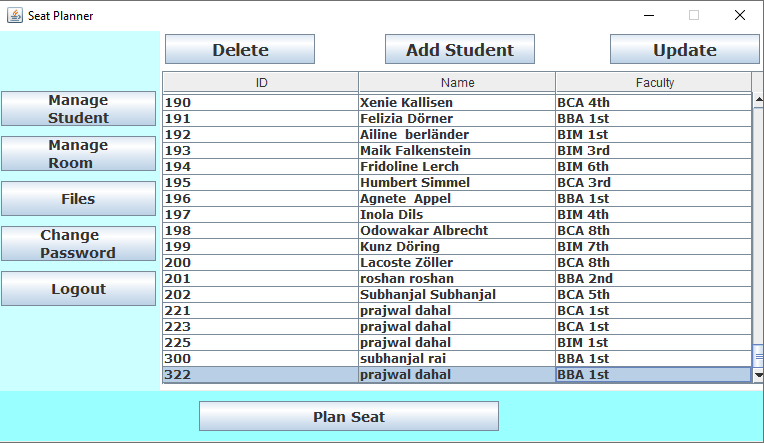 Seat Planner
Delete Add Student Update
Manage
Student
Manage
Room
Files
Change
Password
Logout
ID Name Faculty
190 Xenie Kallisen BCA 4th
191 Felizia Dörner BBA 1st
192 Ailine  berländer BIM 1st
193 Maik Falkenstein BIM 3rd
194 Fridoline Lerch BIM 6th
195 Humbert Simmel BCA 3rd
196 Agnete  Appel BBA 1st
197 Inola Dils BIM 4th
198 Odowakar Albrecht BCA 8th
199 Kunz Döring BIM 7th
200 Lacoste Zöller BCA 8th
201 roshan roshan BBA 2nd
202 Subhanjal Subhanjal BCA 5th
221 prajwal dahal BCA 1st
223 prajwal dahal BCA 1st
225 prajwal dahal BIM 1st
300 subhanjal rai BBA 1st
322 prajwal dahal BBA 1st
Plan Seat